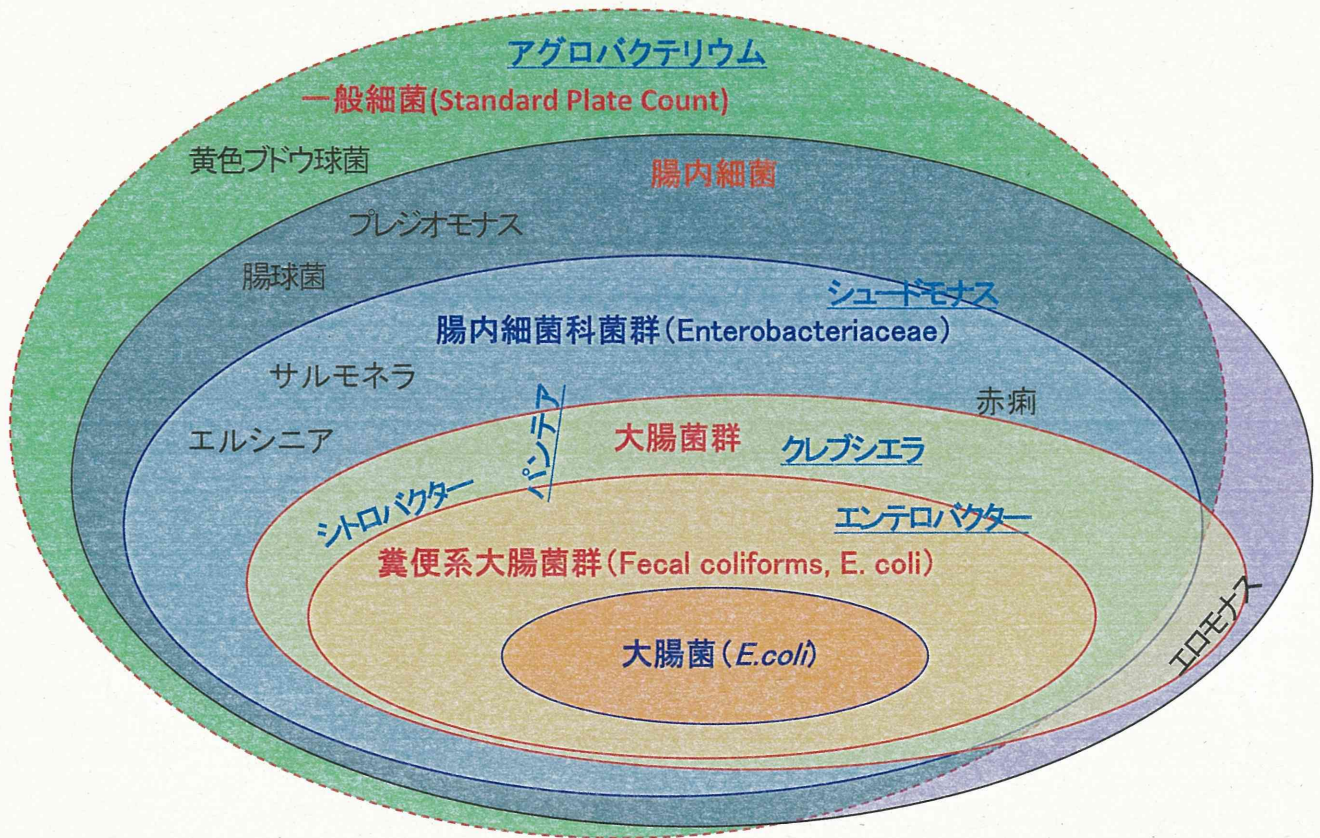 アグロバクテリウム
一般細菌(Standard Plate Count)
黄色ブドウ球菌
腸内細菌
プレジオモナス
腸球菌
シュードモナス
腸内細菌科菌群(Enterobacteriaceae)
サルモネラ
赤痢
エルシニア
パンテア
大腸菌群
クレブシエラ
シトロバクター
エンテロバクター
糞便系大腸菌群(Fecal coliforms, E. coli)
エロモナス
大腸菌(E.coli)